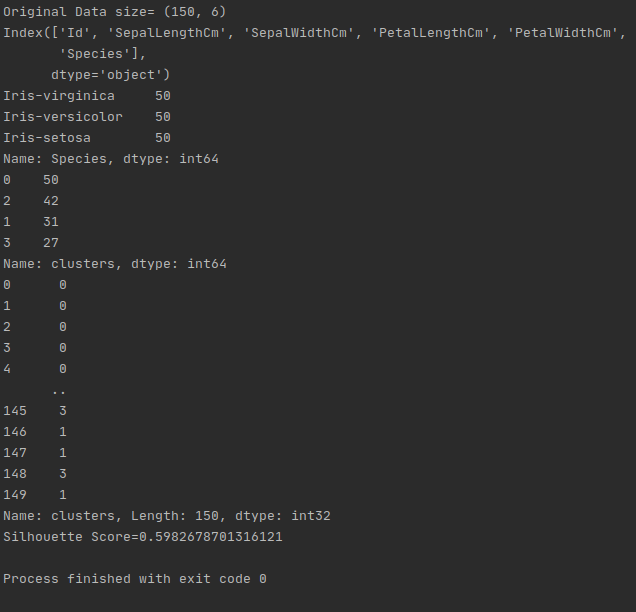 Original Data size= (150, 6)
Index(['Id', 'SepalLengthCm', 'SepalWidthCm', 'PetalLengthCm', 'PetalWidthCm',
       'Species'],
      dtype='object')
Iris-virginica     50
Iris-versicolor    50
Iris-setosa        50
Name: Species, dtype: int64
0    50
2    42
1    31
3    27
Name: clusters, dtype: int64
0      0
1      0
2      0
3      0
4      0
      ..
145    3
146    1
147    1
148    3
149    1
Name: clusters, Length: 150, dtype: int32
Silhouette Score=0.5982678701316121
Process finished with exit code 0